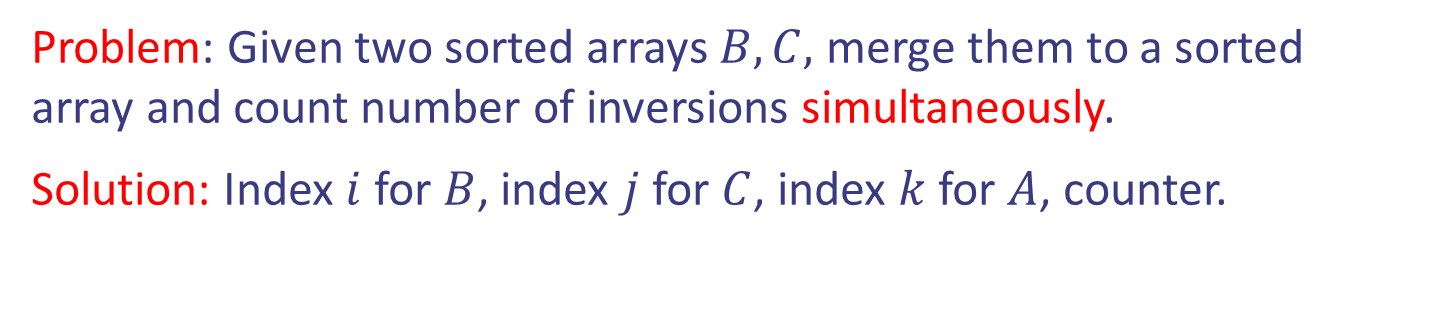 Problem: Given two sorted arrays B, C, merge them to a sorted
array and count number of inversions simultaneously.
Solution: Index i for B, index j for C, index k for A, counter.